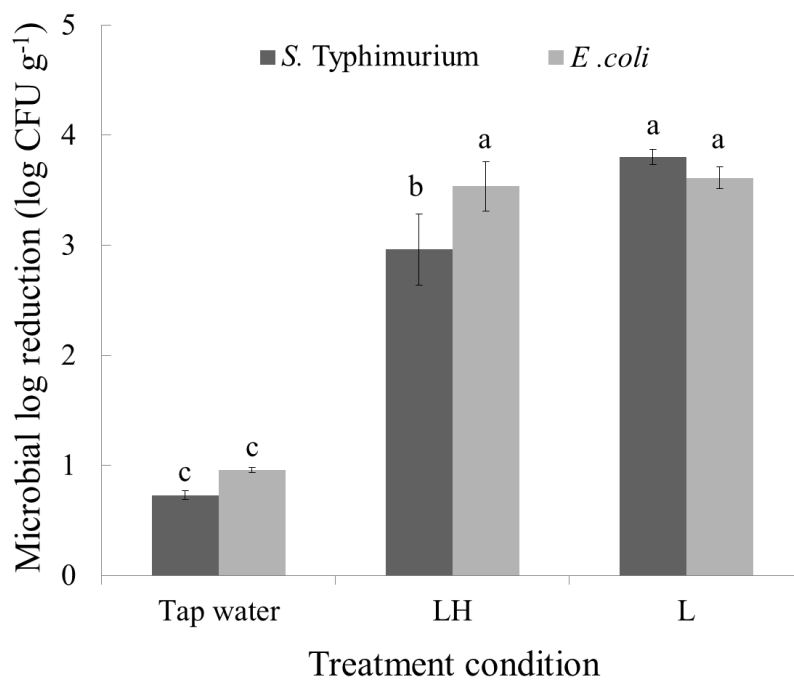 Microbial log reduction (log CFU g-1)
5
4
3
2
1
0
S. Typhimurium
E .coli
c
c
b
a
a
a
Tap water
LH
L
Treatment condition